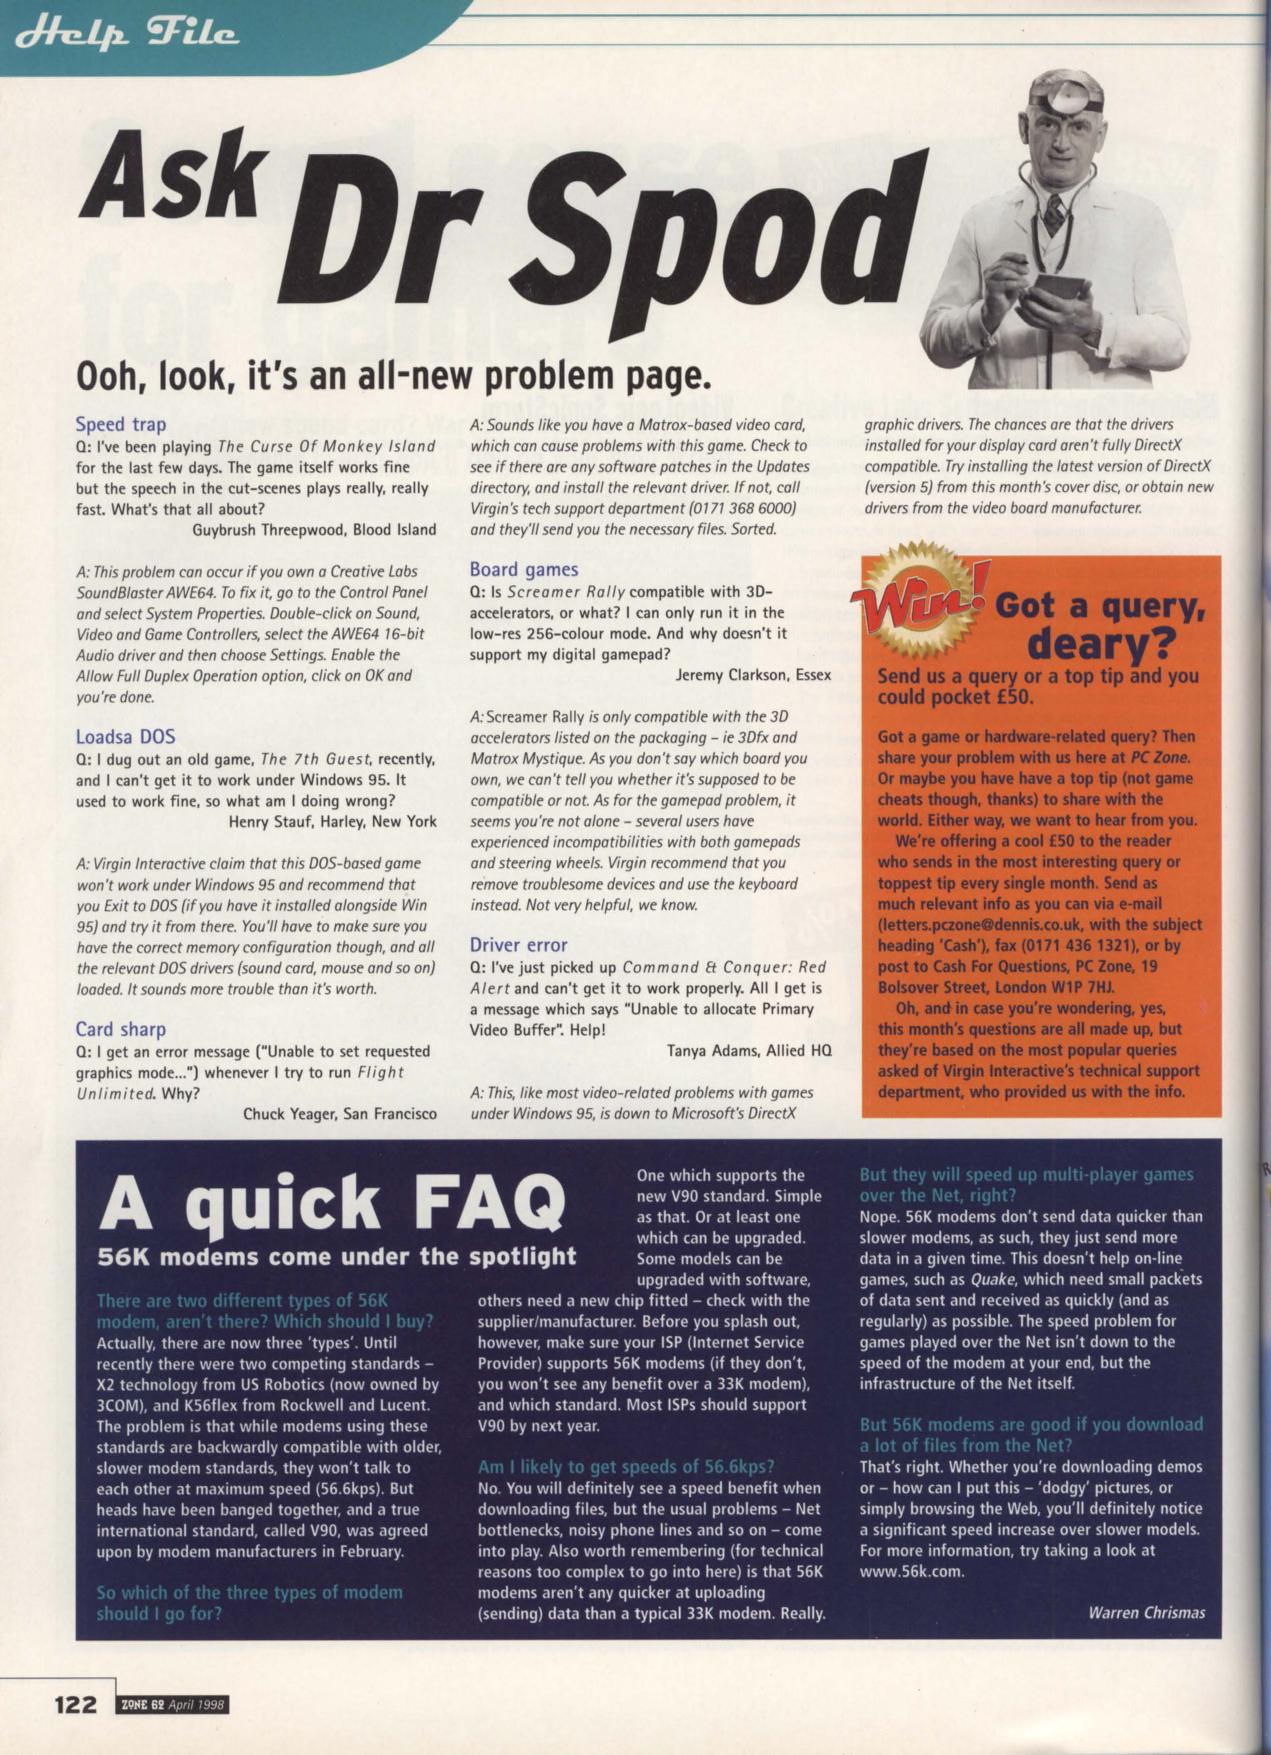 Help File
Ask
Dr Spod
Ooh, look, it's an all-new problem page.
Speed trap
Q: I've been playing The Curse Of Monkey Island
for the last few days. The game itself works fine
but the speech in the cut-scenes plays really, really
fast. What's that all about?
Guybrush Threepwood, Blood Island
A: This problem can occur if you own a Creative Labs
SoundBlaster AWE64. To fix it, go to the Control Panel
and select System Properties. Double-click on Sound,
Video and Game Controllers, select the AWE64 16-bit
Audio driver and then choose Settings. Enable the
Allow Full Duplex Operation option, click on OK and
you're done.
Loadsa DOS
Q: I dug out an old game, The 7th Guest, recently,
and I can't get it to work under Windows 95. It
used to work fine, so what am I doing wrong?
Henry Stauf, Harley, New York
A: Virgin Interactive claim that this DOS-based game
won't work under Windows 95 and recommend that
you Exit to DOS (if you have it installed alongside Win
95) and try it from there. You'll have to make sure you
have the correct memory configuration though, and all
the relevant DOS drivers (sound card, mouse and so on)
loaded. It sounds more trouble than it's worth.
Card sharp
Q: I get an error message ("Unable to set requested
graphics mode...") whenever I try to run Flight
Unlimited. Why?
Chuck Yeager, San Francisco
A: Sounds like you have a Matrox-based video card,
which can cause problems with this game. Check to
see if there are any software patches in the Updates
directory, and install the relevant driver. If not, call
Virgin's tech support department (0171 368 6000)
and they'll send you the necessary files. Sorted.
Board games
Q: Is Screamer Rally compatible with 3D-
accelerators, or what? I can only run it in the
low-res 256-colour mode. And why doesn't it
support my digital gamepad?
Jeremy Clarkson, Essex
A: Screamer Rally is only compatible with the 3D
accelerators listed on the packaging – ie 3Dfx and
Matrox Mystique. As you don't say which board you
own, we can't tell you whether it's supposed to be
compatible or not. As for the gamepad problem, it
seems you're not alone – several users have
experienced incompatibilities with both gamepads
and steering wheels. Virgin recommend that you
remove troublesome devices and use the keyboard
instead. Not very helpful, we know.
Driver error
Q: I've just picked up Command & Conquer: Red
Alert and can't get it to work properly. All I get is
a message which says "Unable to allocate Primary
Video Buffer". Help!
Tanya Adams, Allied HQ
A: This, like most video-related problems with games
under Windows 95, is down to Microsoft's DirectX
graphic drivers. The chances are that the drivers
installed for your display card aren't fully DirectX
compatible. Try installing the latest version of DirectX
(version 5) from this month's cover disc, or obtain new
drivers from the video board manufacturer.
Win!
Got a query,
deary?
Send us a query or a top tip and you
could pocket £50.
Got a game or hardware-related query? Then
share your problem with us here at PC Zone.
Or maybe you have have a top tip (not game
cheats though, thanks) to share with the
world. Either way, we want to hear from you.
We're offering a cool £50 to the reader
who sends in the most interesting query or
toppest tip every single month. Send as
much relevant info as you can via e-mail
(letters.pczone@dennis.co.uk, with the subject
heading 'Cash'), fax (0171 436 1321), or by
post to Cash For Questions, PC Zone, 19
Bolsover Street, London W1P 7HJ.
Oh, and in case you're wondering, yes,
this month's questions are all made up, but
they're based on the most popular queries
asked of Virgin Interactive's technical support
department, who provided us with the info.
A quick FAQ
56K modems come under the spotlight
There are two different types of 56K
modem, aren't there? Which should I buy?
Actually, there are now three 'types'. Until
recently there were two competing standards –
X2 technology from US Robotics (now owned by
3COM), and K56flex from Rockwell and Lucent.
The problem is that while modems using these
standards are backwardly compatible with older,
slower modem standards, they won't talk to
each other at maximum speed (56.6kps). But
heads have been banged together, and a true
international standard, called V90, was agreed
upon by modem manufacturers in February.
So which of the three types of modem
should I go for?
One which supports the
new V90 standard. Simple
as that. Or at least one
which can be upgraded.
Some models can be
upgraded with software,
others need a new chip fitted – check with the
supplier/manufacturer. Before you splash out,
however, make sure your ISP (Internet Service
Provider) supports 56K modems (if they don't,
you won't see any benefit over a 33K modem),
and which standard. Most ISPs should support
V90 by next year.
Am I likely to get speeds of 56.6kps?
No. You will definitely see a speed benefit when
downloading files, but the usual problems – Net
bottlenecks, noisy phone lines and so on – come
into play. Also worth remembering (for technical
reasons too complex to go into here) is that 56K
modems aren't any quicker at uploading
(sending) data than a typical 33K modem. Really.
But they will speed up multi-player games
over the Net, right?
Nope. 56K modems don't send data quicker than
slower modems, as such, they just send more
data in a given time. This doesn't help on-line
games, such as Quake, which need small packets
of data sent and received as quickly (and as
regularly) as possible. The speed problem for
games played over the Net isn't down to the
speed of the modem at your end, but the
infrastructure of the Net itself.
But 56K modems are good if you download
a lot of files from the Net?
That's right. Whether you're downloading demos
or – how can I put this – 'dodgy' pictures, or
simply browsing the Web, you'll definitely notice
a significant speed increase over slower models.
For more information, try taking a look at
www.56k.com.
Warren Chrismas
122 ZONE 62 April 1998